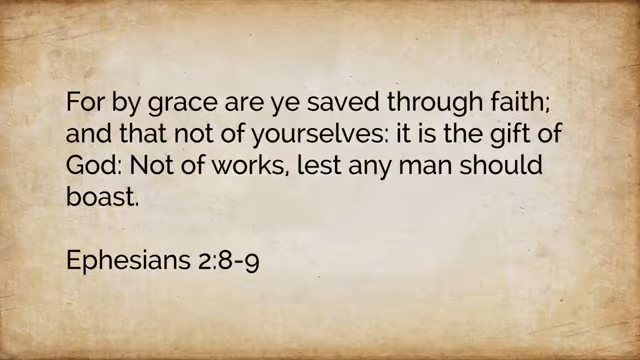 For by grace are ye saved through faith;
and that not of yourselves: it is the gift of
God: Not of works, lest any man should
boast.
Ephesians 2:8-9